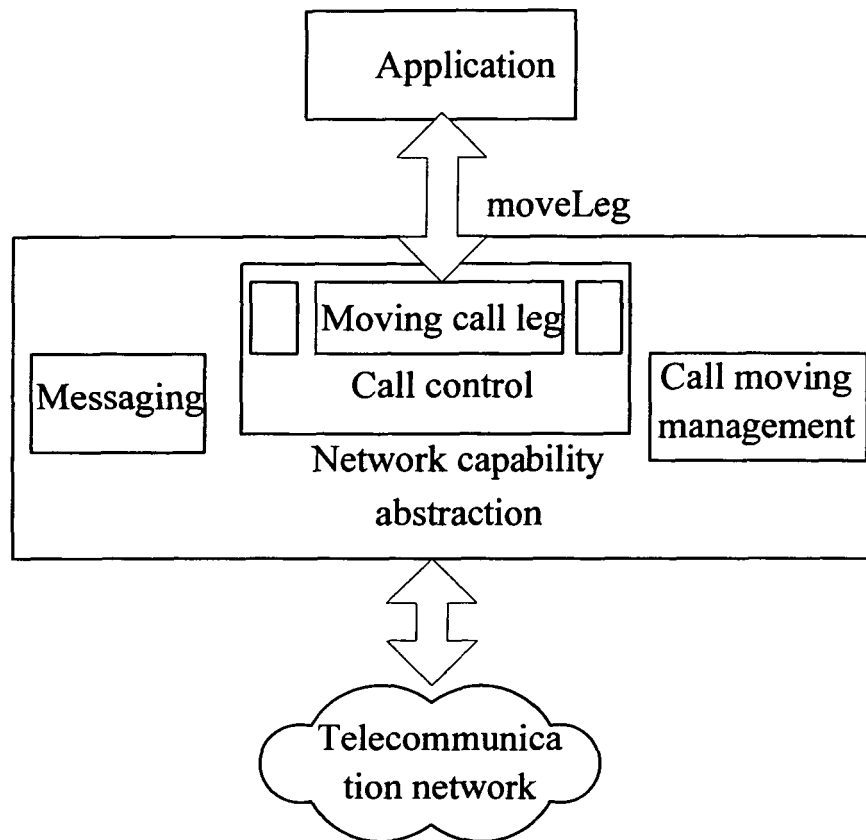 Application
moveLeg
Moving call leg
Call control
Messaging
Call moving
management
Network capability
abstraction
Telecommunica
tion network